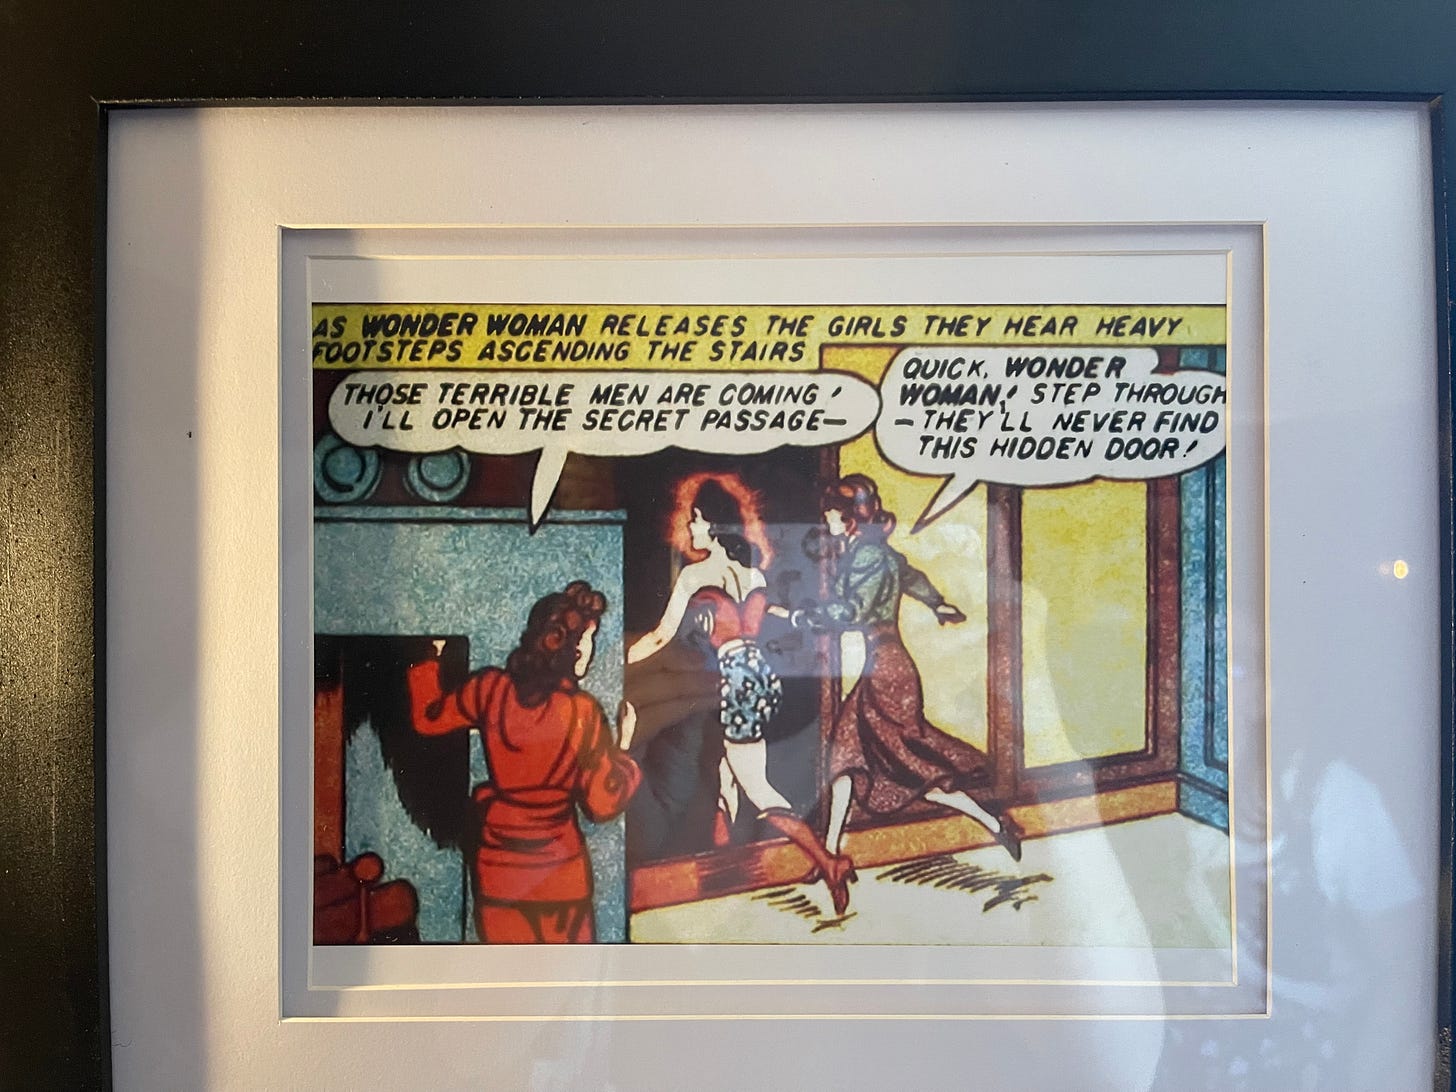 AS WONDER WOMAN RELEASES THE GIRLS THEY HEAR HEAVY
FOOTSTEPS ASCENDING THE STAIRS
THOSE TERRIBLE MEN ARE COMING!
I'LL OPEN THE SECRET PASSAGE—
QUICK, WONDER
WOMAN! STEP THROUGH
—THEY'LL NEVER FIND
THIS HIDDEN DOOR!